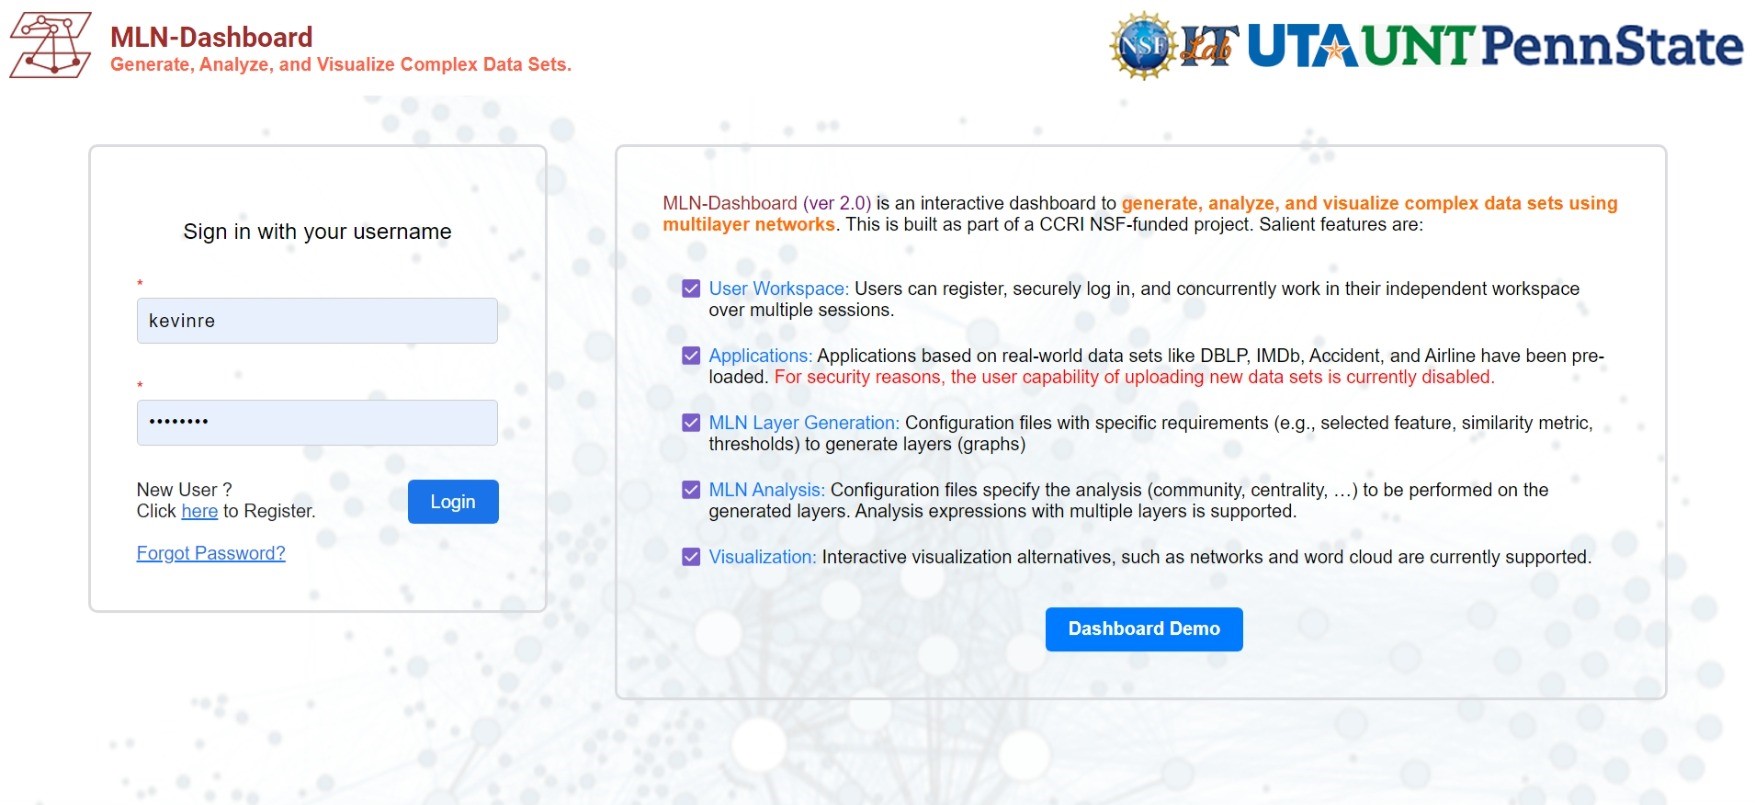 MLN-Dashboard
Generate, Analyze, and Visualize Complex Data Sets.
NSF IT Lab UTA UNT PennState
Sign in with your username
*
kevinre
*
••••••••
New User ?
Click here to Register.
Login
Forgot Password?
MLN-Dashboard (ver 2.0) is an interactive dashboard to generate, analyze, and visualize complex data sets using
multilayer networks. This is built as part of a CCRI NSF-funded project. Salient features are:
User Workspace: Users can register, securely log in, and concurrently work in their independent workspace
over multiple sessions.
Applications: Applications based on real-world data sets like DBLP, IMDb, Accident, and Airline have been pre-
loaded. For security reasons, the user capability of uploading new data sets is currently disabled.
MLN Layer Generation: Configuration files with specific requirements (e.g., selected feature, similarity metric,
thresholds) to generate layers (graphs)
MLN Analysis: Configuration files specify the analysis (community, centrality, ...) to be performed on the
generated layers. Analysis expressions with multiple layers is supported.
Visualization: Interactive visualization alternatives, such as networks and word cloud are currently supported.
Dashboard Demo